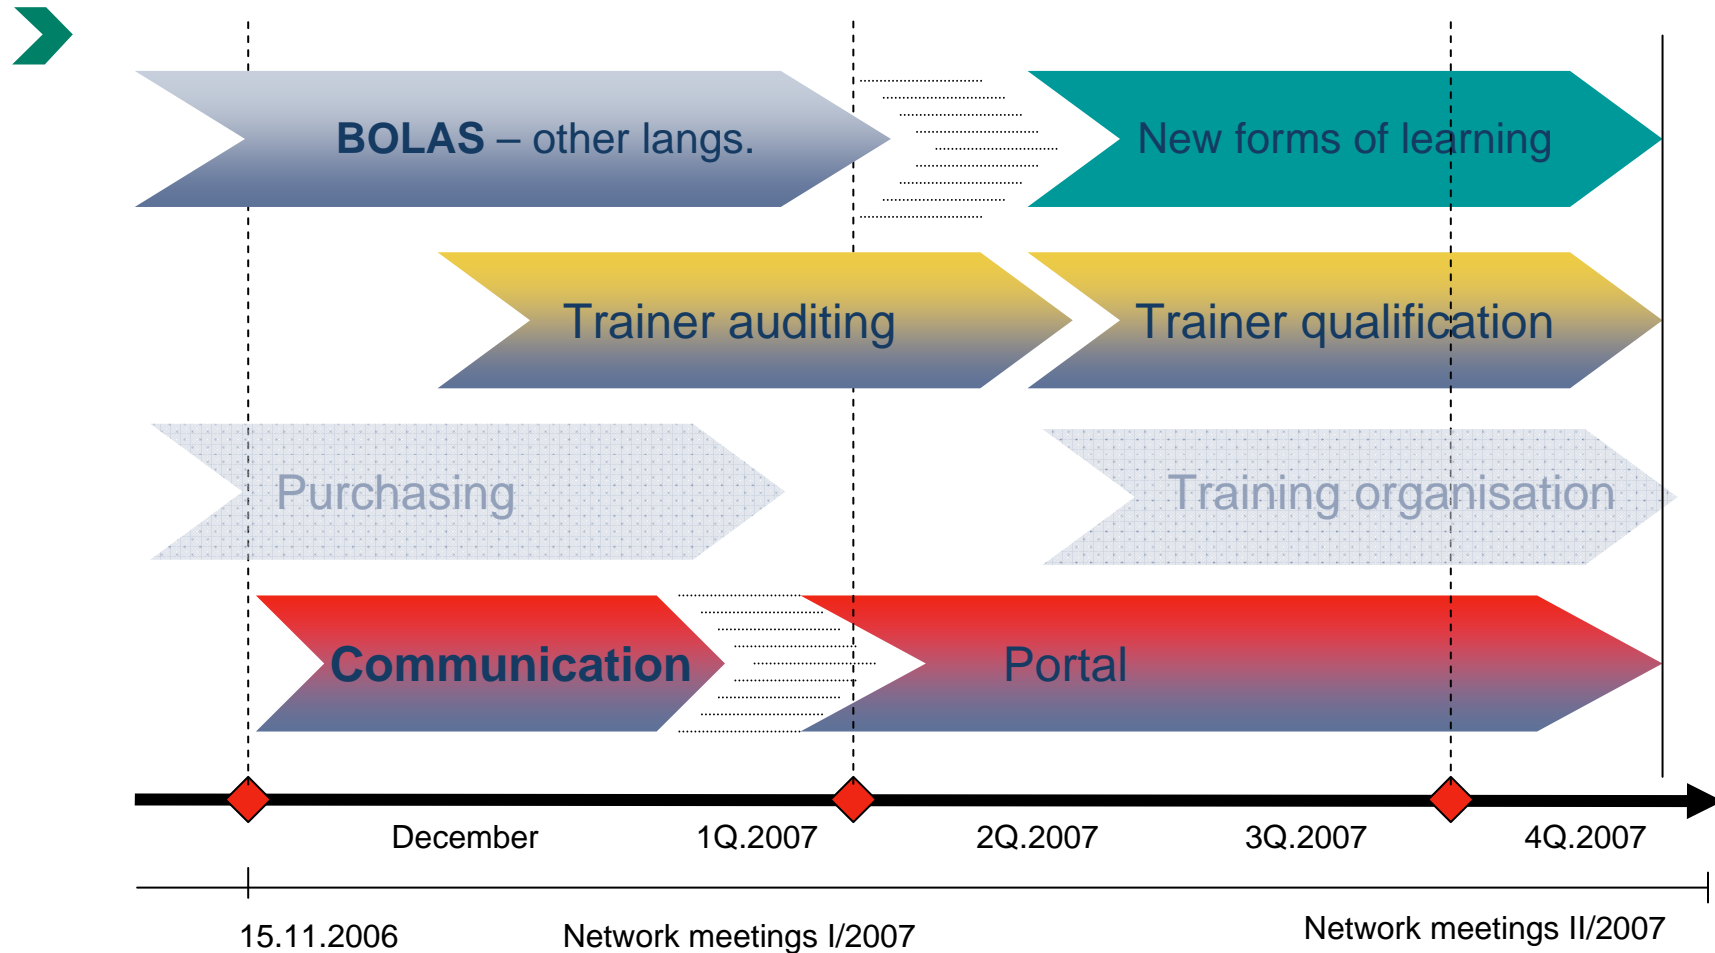 BOLAS – other langs.
New forms of learning
Trainer auditing
Trainer qualification
Purchasing
Training organisation
Communication
Portal
December
1Q.2007
2Q.2007
3Q.2007
4Q.2007
15.11.2006
Network meetings I/2007
Network meetings II/2007